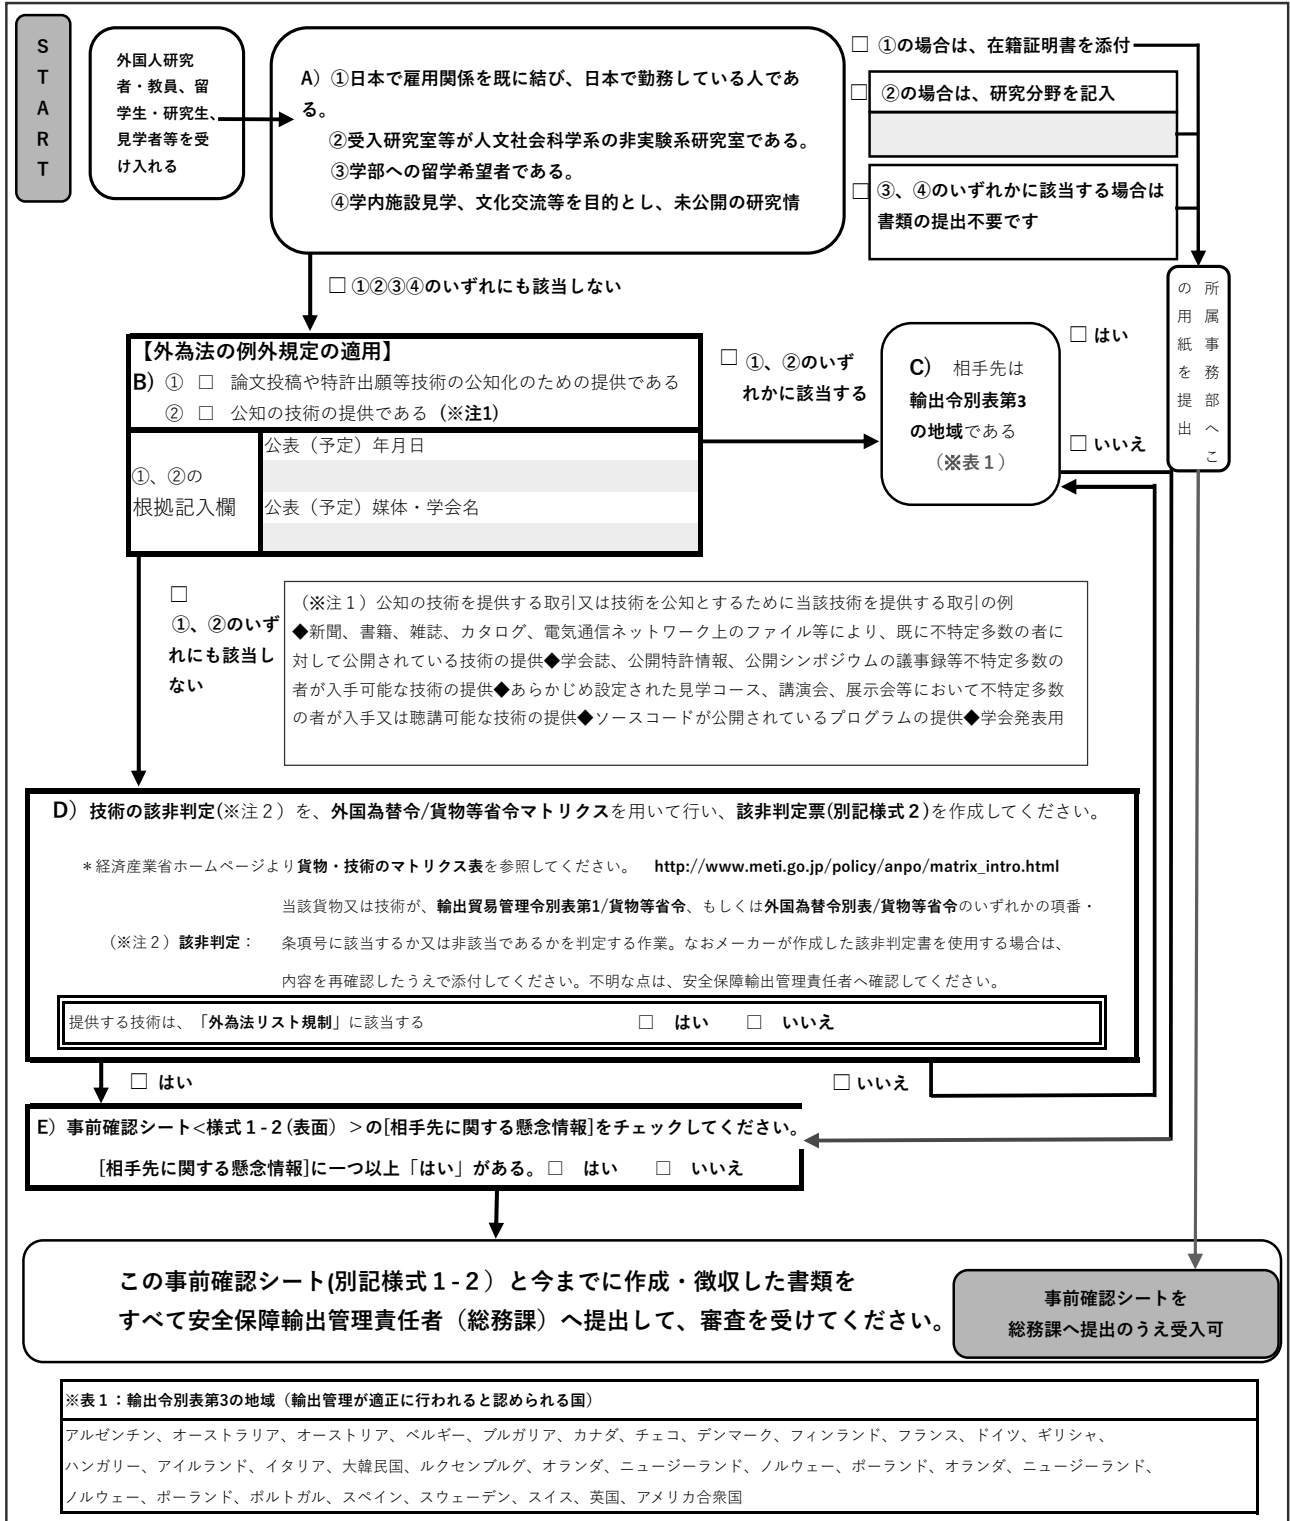 START
外国人研究
者・教員、留
学生・研究生、
見学者等を受
け入れる
A）①日本で雇用関係を既に結び、日本で勤務している人であ
る。
②受入研究室等が人文社会科学系の非実験系研究室である。
③学部への留学希望者である。
④学内施設見学、文化交流等を目的とし、未公開の研究情
□ ①の場合は、在籍証明書を添付
□ ②の場合は、研究分野を記入
□ ③、④のいずれかに該当する場合は
書類の提出不要です
所属事務部へこ
の用紙を提出
□ ①②③④のいずれにも該当しない
【外為法の例外規定の適用】
B）① □ 論文投稿や特許出願等技術の公知化のための提供である
② □ 公知の技術の提供である（※注1）
①、②の
根拠記入欄
公表（予定）年月日
公表（予定）媒体・学会名
□ ①、②のいず
れかに該当する
C） 相手先は
輸出令別表第3
の地域である
（※表１）
□ はい
□ いいえ
□
①、②のいず
れにも該当し
ない
（※注１）公知の技術を提供する取引又は技術を公知とするために当該技術を提供する取引の例
◆新聞、書籍、雑誌、カタログ、電気通信ネットワーク上のファイル等により、既に不特定多数の者に
対して公開されている技術の提供◆学会誌、公開特許情報、公開シンポジウムの議事録等不特定多数の
者が入手可能な技術の提供◆あらかじめ設定された見学コース、講演会、展示会等において不特定多数
の者が入手又は聴講可能な技術の提供◆ソースコードが公開されているプログラムの提供◆学会発表用
D）技術の該非判定(※注２）を、外国為替令/貨物等省令マトリクスを用いて行い、該非判定票(別記様式２)を作成してください。
＊経済産業省ホームページより貨物・技術のマトリクス表を参照してください。 http://www.meti.go.jp/policy/anpo/matrix_intro.html
（※注２）該非判定：
当該貨物又は技術が、輸出貿易管理令別表第1/貨物等省令、もしくは外国為替令別表/貨物等省令のいずれかの項番・
条項号に該当するか又は非該当であるかを判定する作業。なおメーカーが作成した該非判定書を使用する場合は、
内容を再確認したうえで添付してください。不明な点は、安全保障輸出管理責任者へ確認してください。
提供する技術は、「外為法リスト規制」に該当する □ はい □ いいえ
□ はい
□ いいえ
E）事前確認シート<様式１-２(表面）＞の[相手先に関する懸念情報]をチェックしてください。
[相手先に関する懸念情報]に一つ以上「はい」がある。□ はい □ いいえ
この事前確認シート(別記様式１-２）と今までに作成・徴収した書類を
すべて安全保障輸出管理責任者（総務課）へ提出して、審査を受けてください。
事前確認シートを
総務課へ提出のうえ受入可
※表１：輸出令別表第3の地域（輸出管理が適正に行われると認められる国）
アルゼンチン、オーストラリア、オーストリア、ベルギー、ブルガリア、カナダ、チェコ、デンマーク、フィンランド、フランス、ドイツ、ギリシャ、
ハンガリー、アイルランド、イタリア、大韓民国、ルクセンブルグ、オランダ、ニュージーランド、ノルウェー、ポーランド、オランダ、ニュージーランド、
ノルウェー、ポーランド、ポルトガル、スペイン、スウェーデン、スイス、英国、アメリカ合衆国